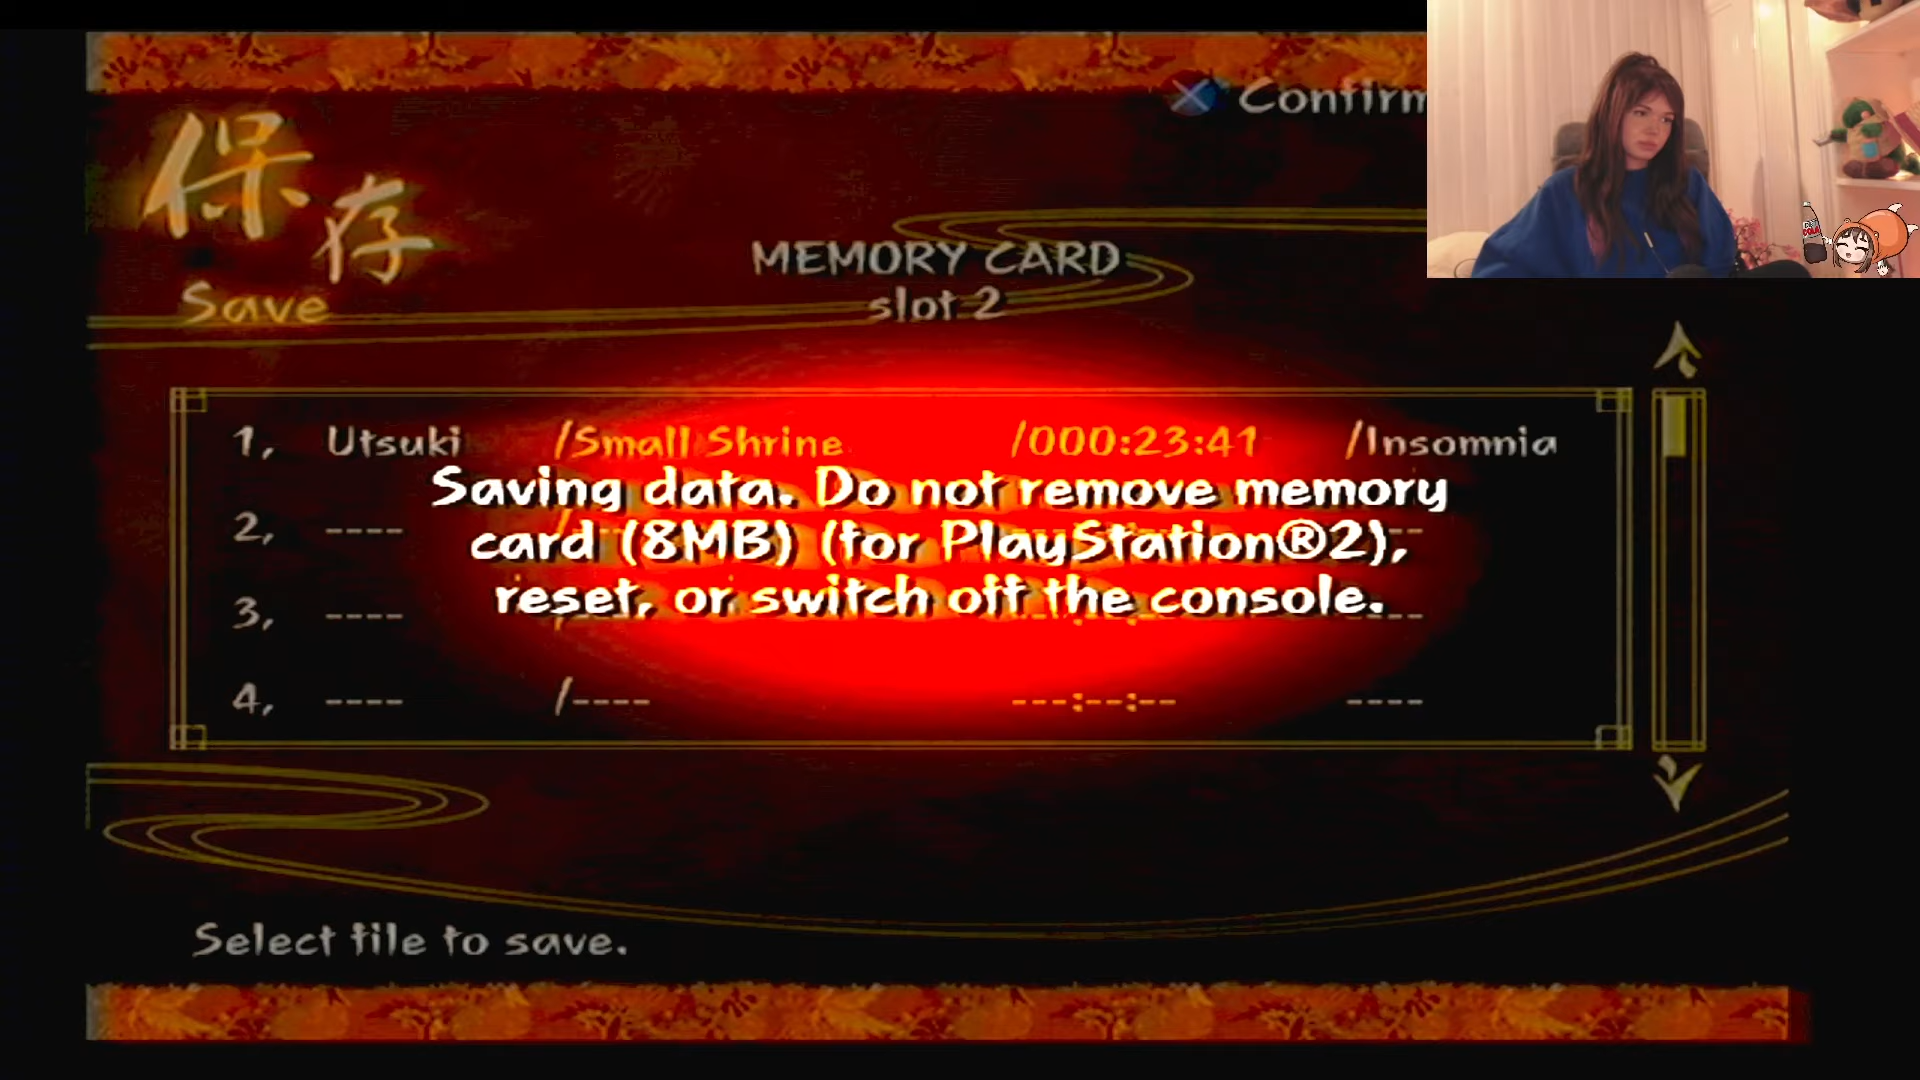 Confirm
保存
Save
MEMORY CARD
slot 2
1, Utsuki /Small Shrine /000:23:41 /Insomnia
Saving data. Do not remove memory
2, ----
card (8MB) (for PlayStation®2),
3, ----
reset, or switch off the console.
4, ---- /---- ---:--:-- ----
Select file to save.